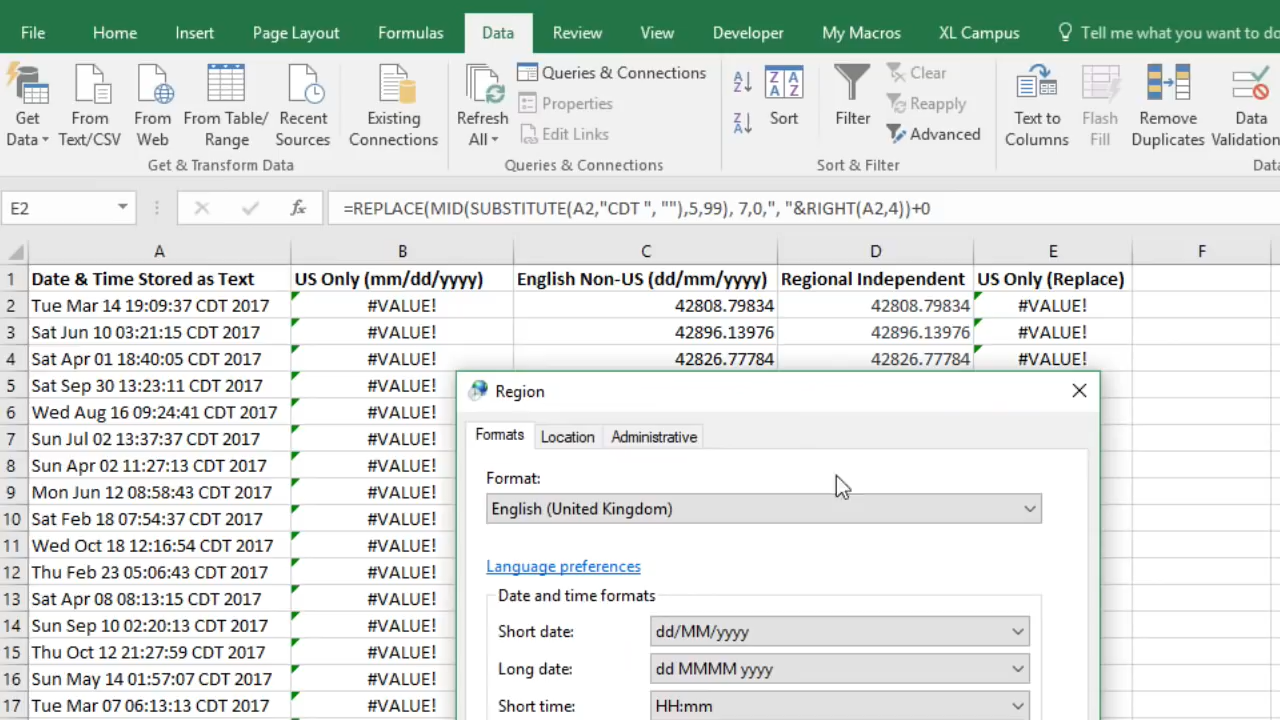 File Home Insert Page Layout Formulas Data Review View Developer My Macros XL Campus Tell me what you want to do
Get Data From Text/CSV From Web From Table/ Range Recent Sources Existing Connections
Get & Transform Data
Refresh All Queries & Connections
Properties
Edit Links
Queries & Connections
Sort Filter Clear
Reapply
Advanced
Sort & Filter
Text to Columns Flash Fill Remove Duplicates Data Validation
E2 fx =REPLACE(MID(SUBSTITUTE(A2,"CDT ", ""),5,99), 7,0,", "&RIGHT(A2,4))+0
A B C D E F G
1 Date & Time Stored as Text US Only (mm/dd/yyyy) English Non-US (dd/mm/yyyy) Regional Independent US Only (Replace)
2 Tue Mar 14 19:09:37 CDT 2017 #VALUE! 42808.79834 42808.79834 #VALUE!
3 Sat Jun 10 03:21:15 CDT 2017 #VALUE! 42896.13976 42896.13976 #VALUE!
4 Sat Apr 01 18:40:05 CDT 2017 #VALUE! 42826.77784 42826.77784 #VALUE!
5 Sat Sep 30 13:23:11 CDT 2017 #VALUE!
6 Wed Aug 16 09:24:41 CDT 2017 #VALUE!
7 Sun Jul 02 13:37:37 CDT 2017 #VALUE!
8 Sun Apr 02 11:27:13 CDT 2017 #VALUE!
9 Mon Jun 12 08:58:43 CDT 2017 #VALUE!
10 Sat Feb 18 07:54:37 CDT 2017 #VALUE!
11 Wed Oct 18 12:16:54 CDT 2017 #VALUE!
12 Thu Feb 23 05:06:43 CDT 2017 #VALUE!
13 Sat Apr 08 08:13:15 CDT 2017 #VALUE!
14 Sun Sep 10 02:20:13 CDT 2017 #VALUE!
15 Thu Oct 12 21:27:59 CDT 2017 #VALUE!
16 Sun May 14 01:57:07 CDT 2017 #VALUE!
17 Tue Mar 07 06:13:13 CDT 2017 #VALUE!
Region
Formats Location Administrative
Format:
English (United Kingdom)
Language preferences
Date and time formats
Short date: dd/MM/yyyy
Long date: dd MMMM yyyy
Short time: HH:mm